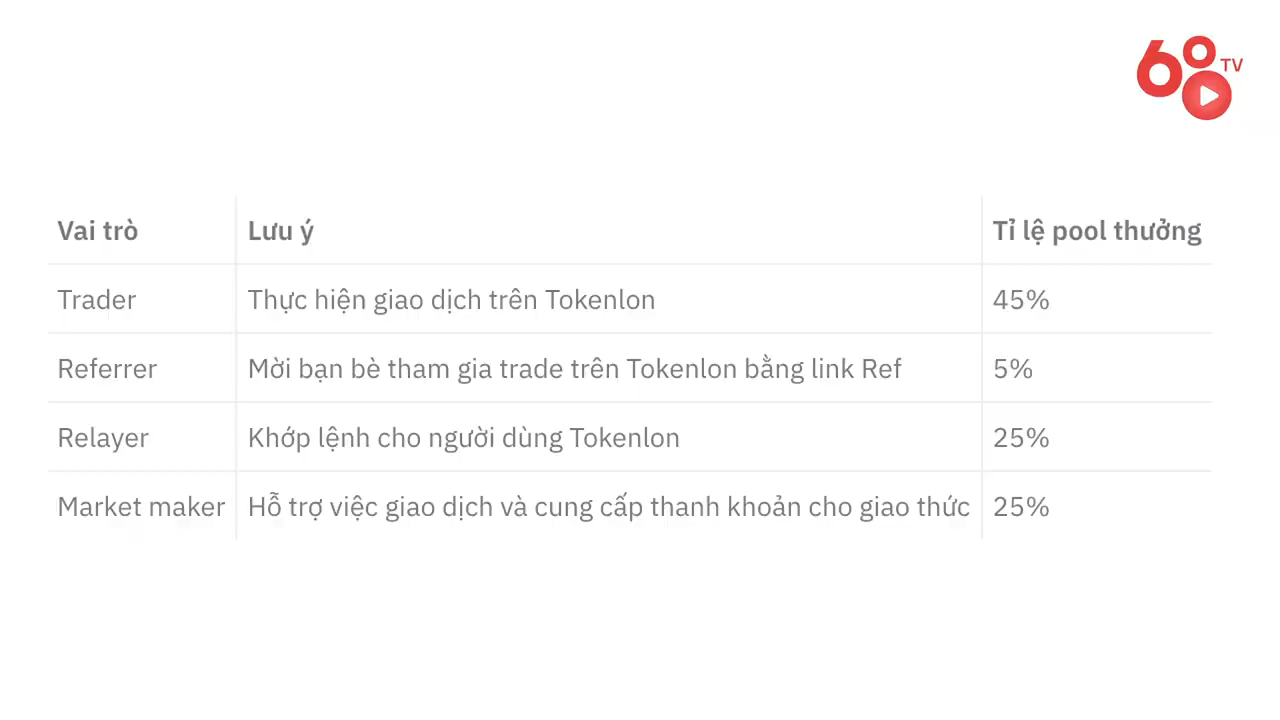 68 TV
Vai trò Lưu ý Tỉ lệ pool thưởng
Trader Thực hiện giao dịch trên Tokenlon 45%
Referrer Mời bạn bè tham gia trade trên Tokenlon bằng link Ref 5%
Relayer Khớp lệnh cho người dùng Tokenlon 25%
Market maker Hỗ trợ việc giao dịch và cung cấp thanh khoản cho giao thức 25%